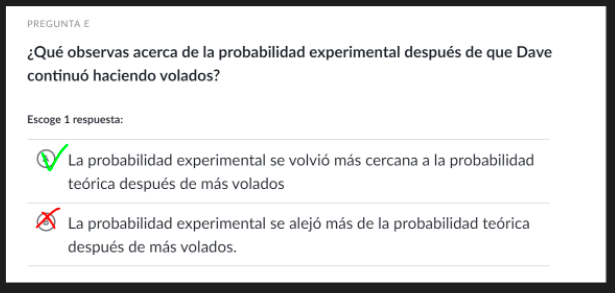 PREGUNTA E
¿Qué observas acerca de la probabilidad experimental después de que Dave
continuó haciendo volados?
Escoge 1 respuesta:
La probabilidad experimental se volvió más cercana a la probabilidad
teórica después de más volados
La probabilidad experimental se alejó más de la probabilidad teórica
después de más volados.